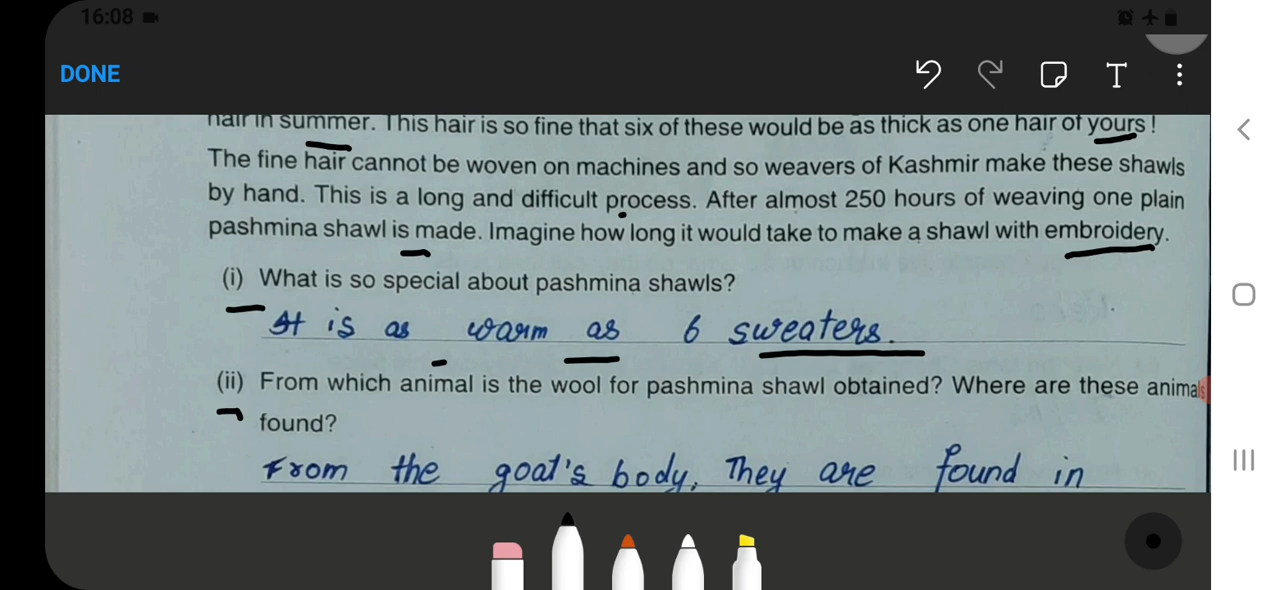 16:08
DONE
T
hair in summer. This hair is so fine that six of these would be as thick as one hair of yours !
The fine hair cannot be woven on machines and so weavers of Kashmir make these shawls
by hand. This is a long and difficult process. After almost 250 hours of weaving one plain
pashmina shawl is made. Imagine how long it would take to make a shawl with embroidery.
(i) What is so special about pashmina shawls?
It is as warm as 6 sweaters.
(ii) From which animal is the wool for pashmina shawl obtained? Where are these animals
found?
From the goat's body, They are found in